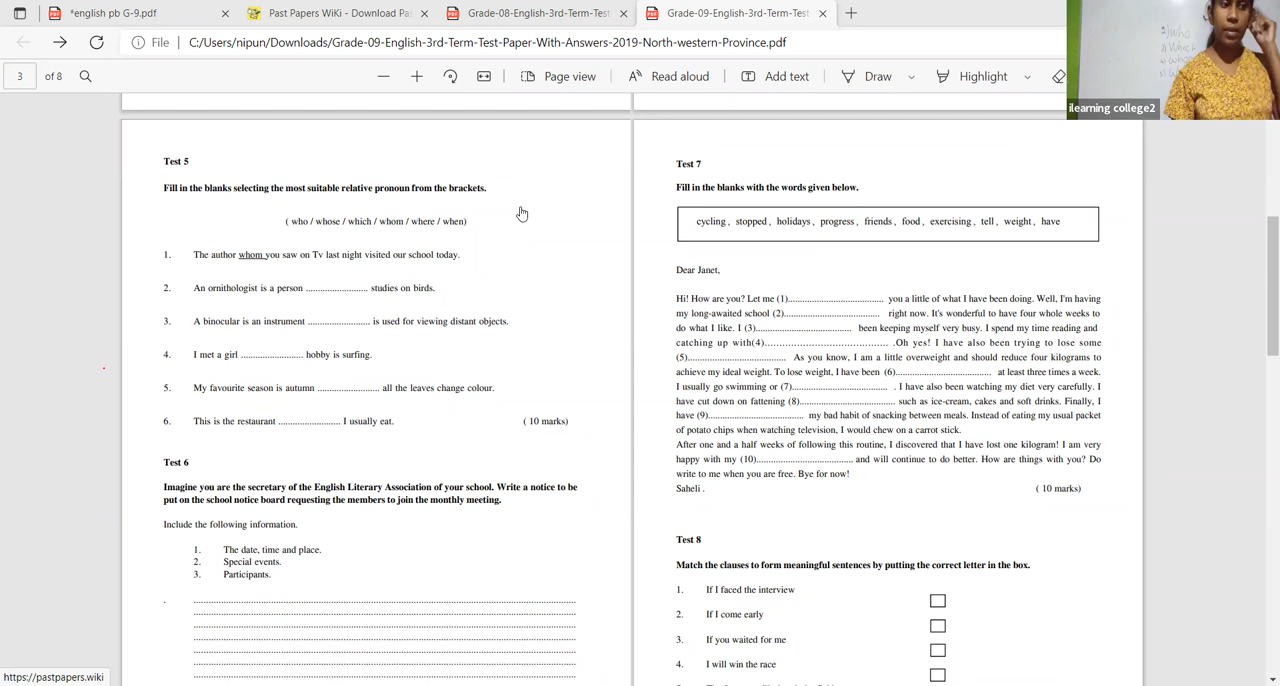 *english pb G-9.pdf
Past Papers WiKi - Download Pas
Grade-08-English-3rd-Term-Test-
Grade-09-English-3rd-Term-Test-
File C:/Users/nipun/Downloads/Grade-09-English-3rd-Term-Test-Paper-With-Answers-2019-North-western-Province.pdf
3 of 8
Page view
Read aloud
Add text
Draw
Highlight
Who
ilearning college2
Test 5
Fill in the blanks selecting the most suitable relative pronoun from the brackets.
( who / whose / which / whom / where / when)
1. The author whom you saw on Tv last night visited our school today.
2. An ornithologist is a person ........................ studies on birds.
3. A binocular is an instrument ........................ is used for viewing distant objects.
4. I met a girl ........................ hobby is surfing.
5. My favourite season is autumn ........................ all the leaves change colour.
6. This is the restaurant ........................ I usually eat. ( 10 marks)
Test 6
Imagine you are the secretary of the English Literary Association of your school. Write a notice to be
put on the school notice board requesting the members to join the monthly meeting.
Include the following information.
1. The date, time and place.
2. Special events.
3. Participants.
Test 7
Fill in the blanks with the words given below.
cycling , stopped , holidays , progress , friends , food , exercising , tell , weight , have
Dear Janet,
Hi! How are you? Let me (1)..................................... you a little of what I have been doing. Well, I'm having
my long-awaited school (2)..................................... right now. It's wonderful to have four whole weeks to
do what I like. I (3)..................................... been keeping myself very busy. I spend my time reading and
catching up with(4)........................................ .Oh yes! I have also been trying to lose some
(5)..................................... As you know, I am a little overweight and should reduce four kilograms to
achieve my ideal weight. To lose weight, I have been (6)..................................... at least three times a week.
I usually go swimming or (7)..................................... . I have also been watching my diet very carefully. I
have cut down on fattening (8)..................................... such as ice-cream, cakes and soft drinks. Finally, I
have (9)..................................... my bad habit of snacking between meals. Instead of eating my usual packet
of potato chips when watching television, I would chew on a carrot stick.
After one and a half weeks of following this routine, I discovered that I have lost one kilogram! I am very
happy with my (10)..................................... and will continue to do better. How are things with you? Do
write to me when you are free. Bye for now!
Saheli . ( 10 marks)
Test 8
Match the clauses to form meaningful sentences by putting the correct letter in the box.
1. If I faced the interview
2. If I come early
3. If you waited for me
4. I will win the race
https://pastpapers.wiki